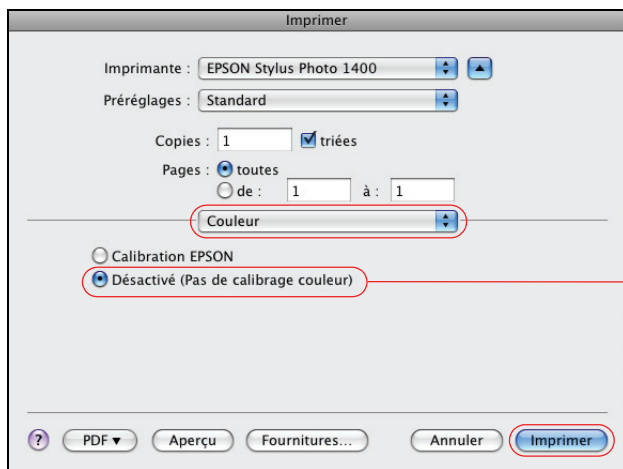 Imprimer
Imprimante : EPSON Stylus Photo 1400
Préréglages : Standard
Copies : 1 triées
Pages : toutes
de : 1 à : 1
Couleur
Calibration EPSON
Désactivé (Pas de calibrage couleur)
? PDF Aperçu Fournitures... Annuler Imprimer